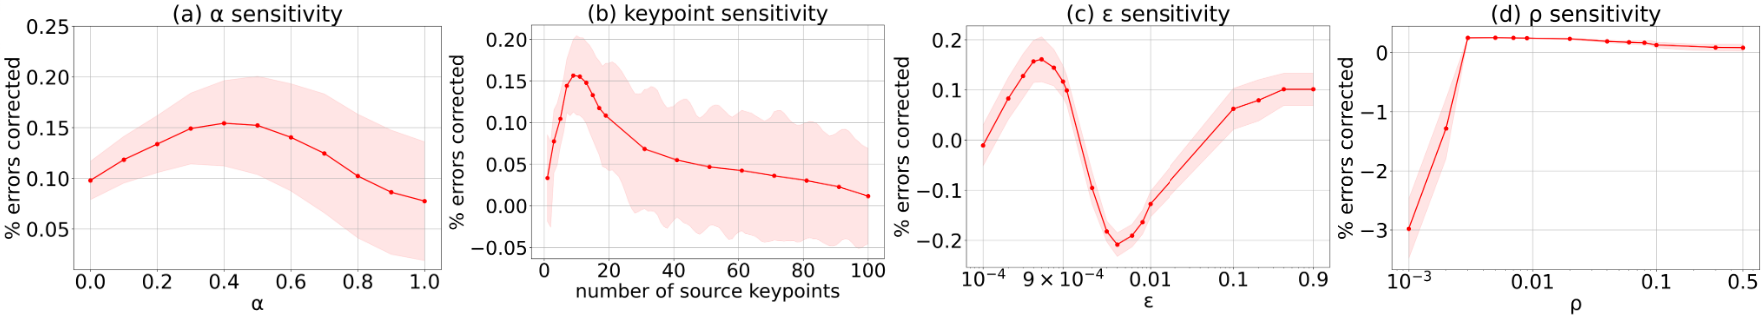 (a) α sensitivity
% errors corrected
0.25
0.20
0.15
0.10
0.05
0.0 0.2 0.4 0.6 0.8 1.0
α
(b) keypoint sensitivity
% errors corrected
0.20
0.15
0.10
0.05
0.00
−0.05
0 20 40 60 80 100
number of source keypoints
(c) ε sensitivity
% errors corrected
0.2
0.1
0.0
−0.1
−0.2
10⁻⁴ 9 × 10⁻⁴ 0.01 0.1 0.9
ε
(d) ρ sensitivity
% errors corrected
0
−1
−2
−3
10⁻³ 0.01 0.1 0.5
ρ